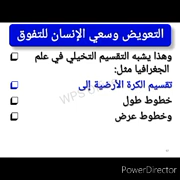 التعويض وسعي الإنسان للتفوق
وهذا يشبه التقسيم التخيلي في علم
الجغرافيا مثل:
تقسيم الكرة الأرضية إلى
خطوط طول
وخطوط عرض
PowerDirector